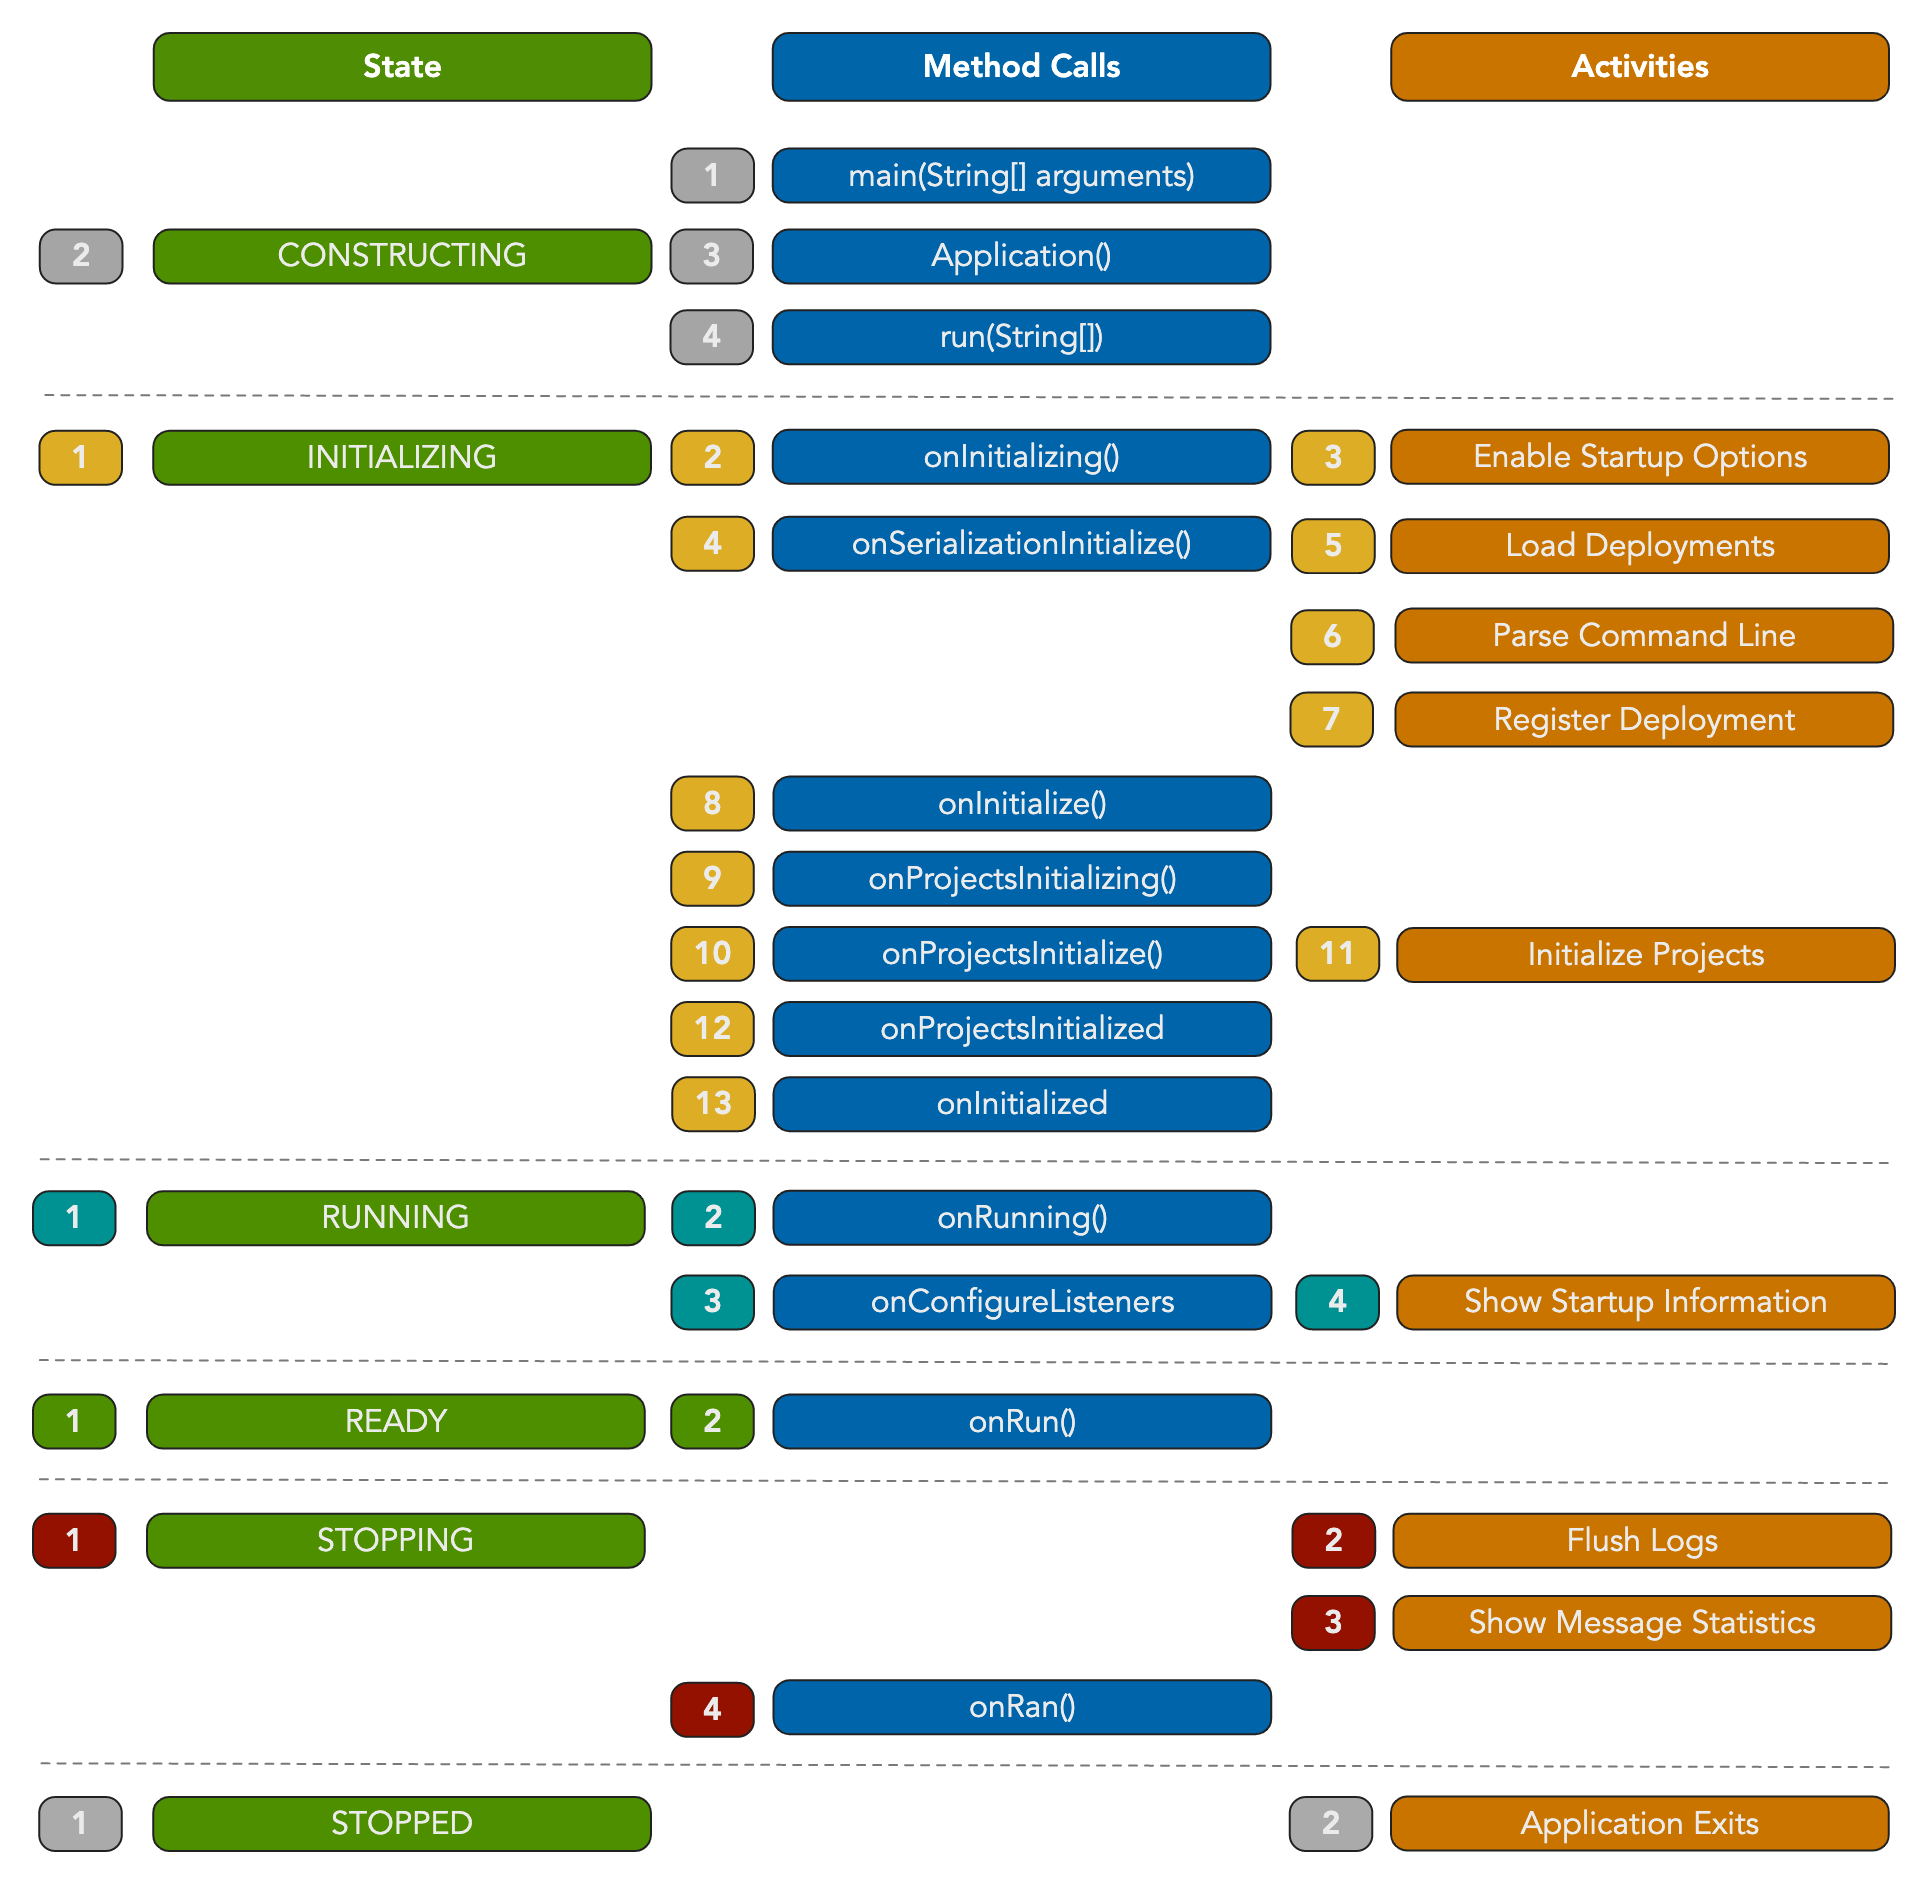 State Method Calls Activities
1 main(String[] arguments)
2 CONSTRUCTING 3 Application()
4 run(String[])
1 INITIALIZING 2 onInitializing() 3 Enable Startup Options
4 onSerializationInitialize() 5 Load Deployments
6 Parse Command Line
7 Register Deployment
8 onInitialize()
9 onProjectsInitializing()
10 onProjectsInitialize() 11 Initialize Projects
12 onProjectsInitialized
13 onInitialized
1 RUNNING 2 onRunning()
3 onConfigureListeners 4 Show Startup Information
1 READY 2 onRun()
1 STOPPING 2 Flush Logs
3 Show Message Statistics
4 onRan()
1 STOPPED 2 Application Exits